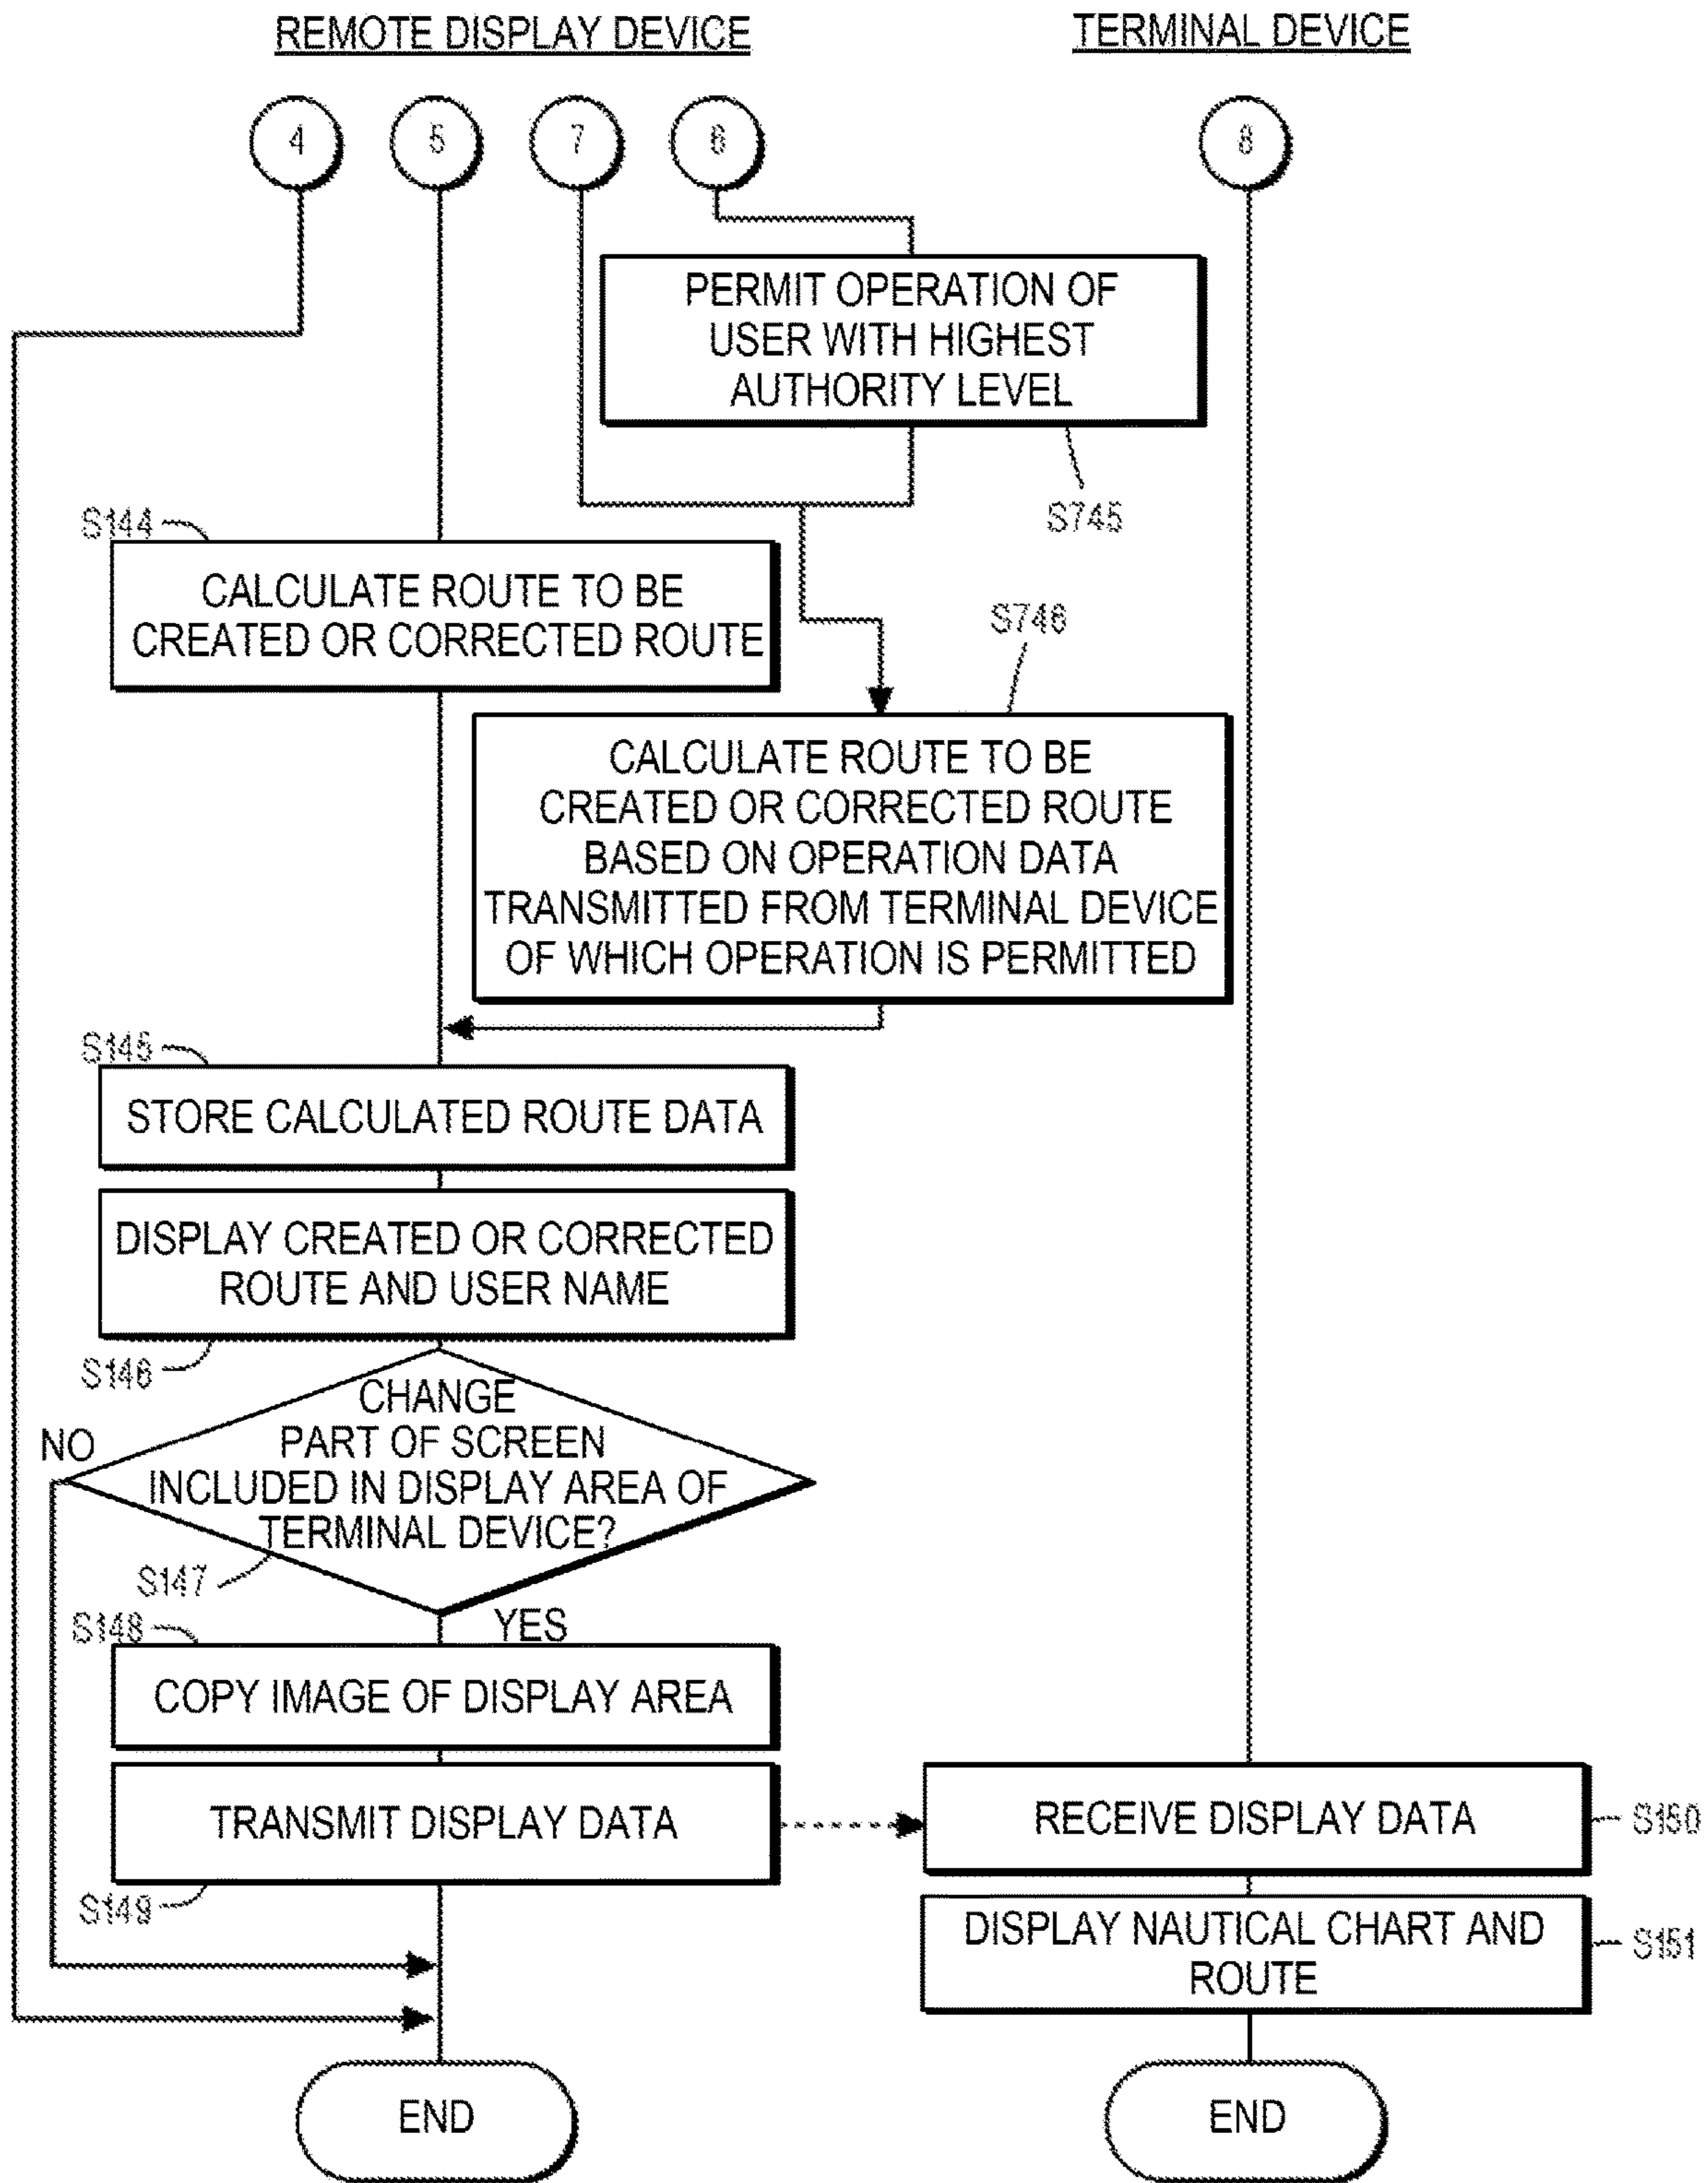 REMOTE DISPLAY DEVICE
TERMINAL DEVICE
4
5
7
6
8
PERMIT OPERATION OF
USER WITH HIGHEST
AUTHORITY LEVEL
S745
S144
CALCULATE ROUTE TO BE
CREATED OR CORRECTED ROUTE
S746
CALCULATE ROUTE TO BE
CREATED OR CORRECTED ROUTE
BASED ON OPERATION DATA
TRANSMITTED FROM TERMINAL DEVICE
OF WHICH OPERATION IS PERMITTED
S145
STORE CALCULATED ROUTE DATA
DISPLAY CREATED OR CORRECTED
ROUTE AND USER NAME
S146
CHANGE
PART OF SCREEN
INCLUDED IN DISPLAY AREA OF
TERMINAL DEVICE?
NO
S147
YES
S148
COPY IMAGE OF DISPLAY AREA
TRANSMIT DISPLAY DATA
S149
RECEIVE DISPLAY DATA
S150
DISPLAY NAUTICAL CHART AND
ROUTE
S151
END
END